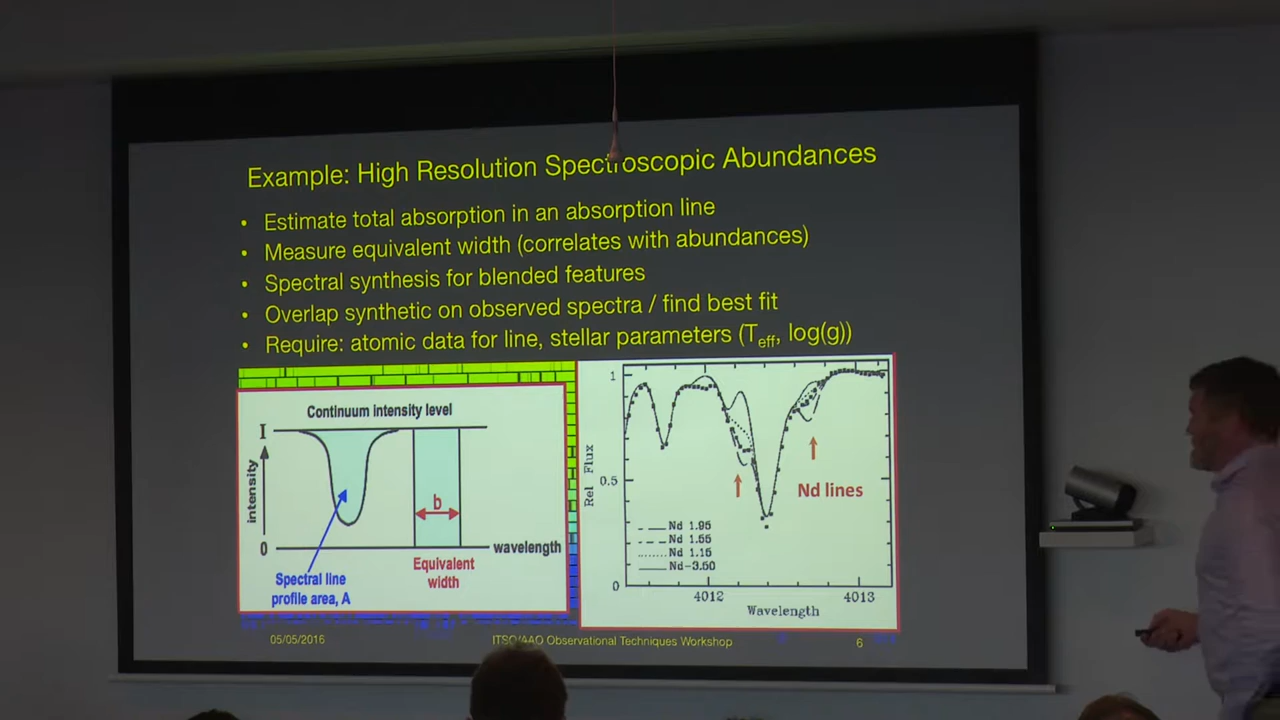 Example: High Resolution Spectroscopic Abundances
• Estimate total absorption in an absorption line
• Measure equivalent width (correlates with abundances)
• Spectral synthesis for blended features
• Overlap synthetic on observed spectra / find best fit
• Require: atomic data for line, stellar parameters (Teff, log(g))
Continuum intensity level
I
intensity
b
0
wavelength
Spectral line
profile area, A
Equivalent
width
1
Rel Flux
0.5
0
Nd lines
Nd 1.95
Nd 1.55
Nd 1.15
Nd-3.50
4012
4013
Wavelength
05/05/2016
ITSO/AAO Observational Techniques Workshop
6